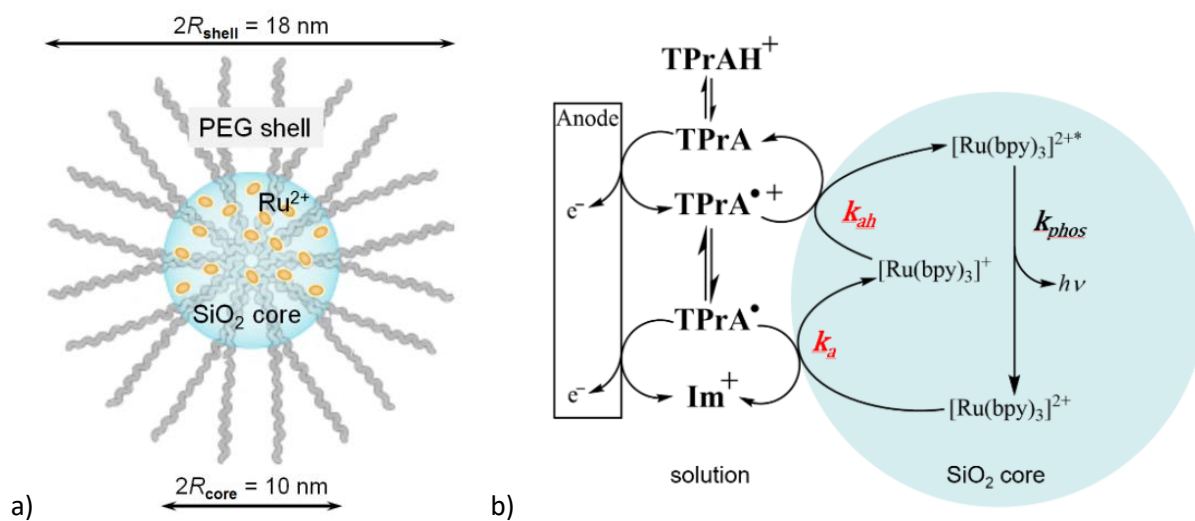 2Rshell = 18 nm
PEG shell
Ru2+
SiO2 core
2Rcore = 10 nm
a)
TPrAH+
Anode
TPrA
e−
TPrA•+
TPrA•
e−
Im+
solution
[Ru(bpy)3]2+*
kah
kphos
[Ru(bpy)3]+
hν
ka
[Ru(bpy)3]2+
SiO2 core
b)